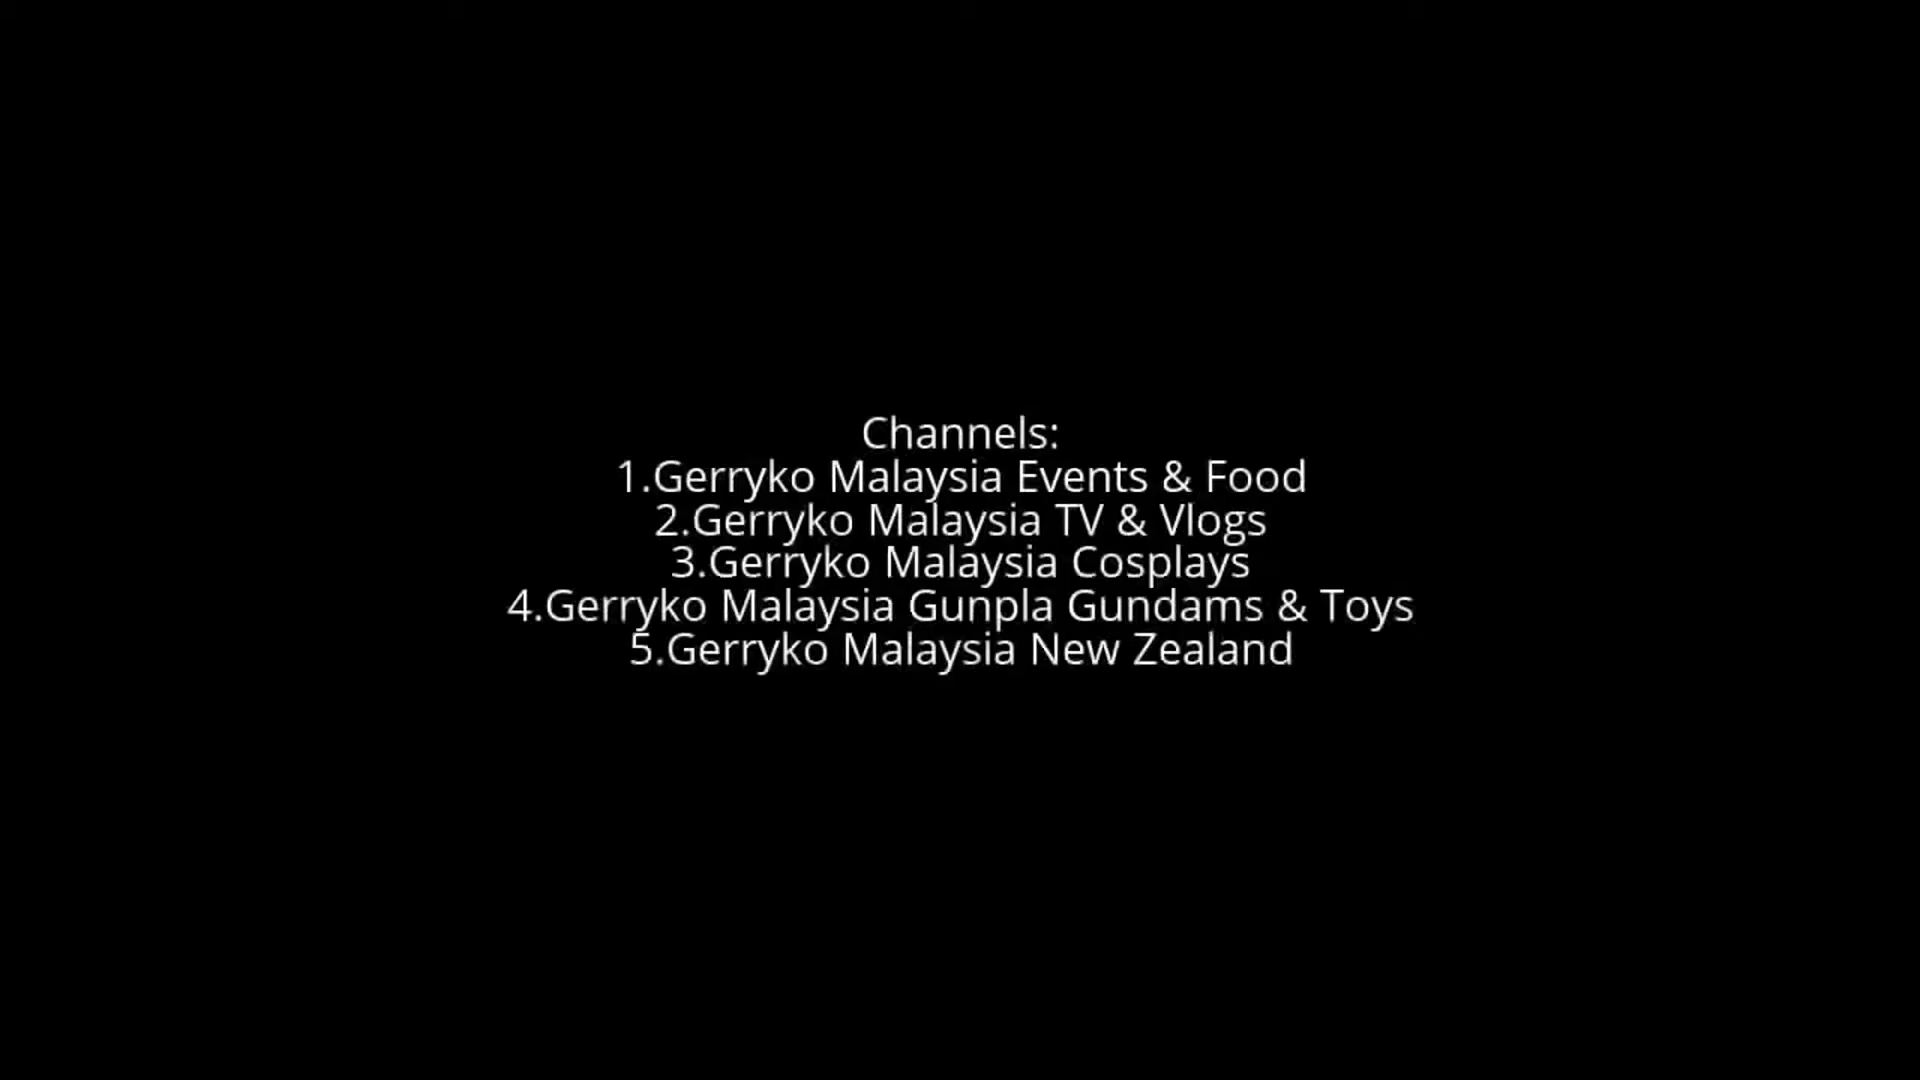 Channels:
1.Gerryko Malaysia Events & Food
2.Gerryko Malaysia TV & Vlogs
3.Gerryko Malaysia Cosplays
4.Gerryko Malaysia Gunpla Gundams & Toys
5.Gerryko Malaysia New Zealand